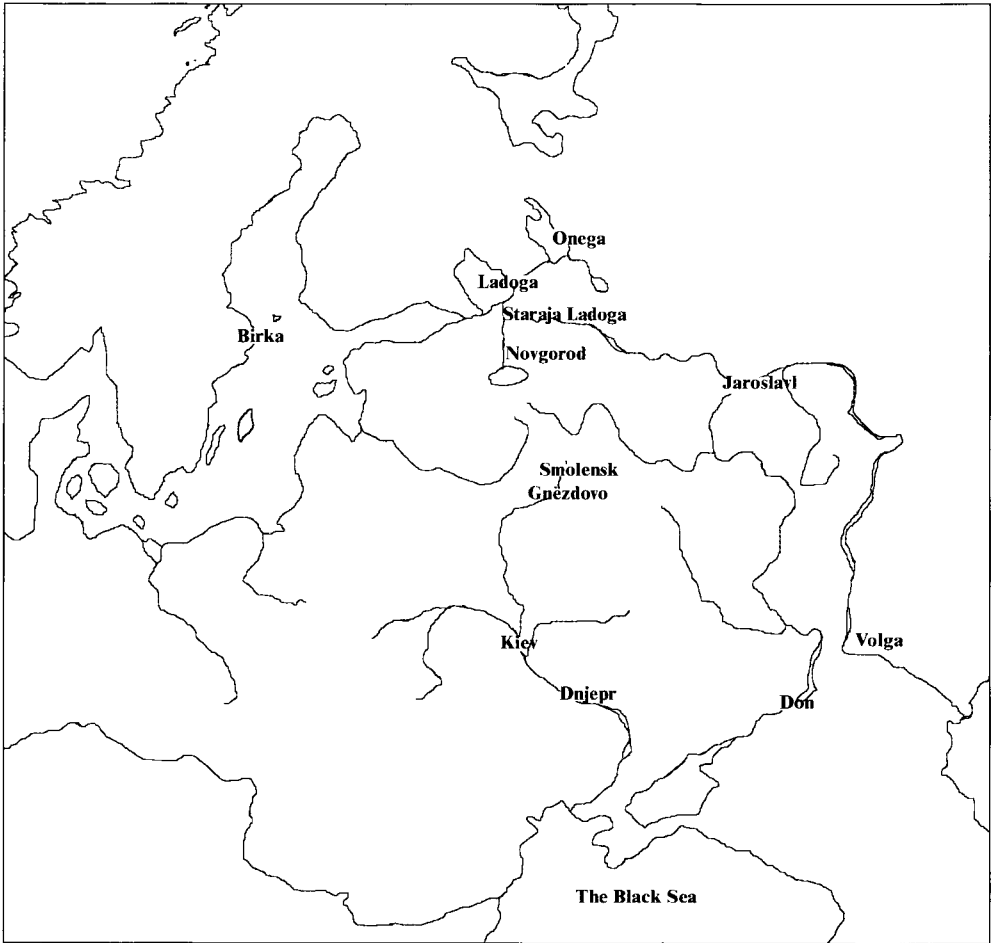 Onega
Ladoga
Staraja Ladoga
Birka
Novgorod
Jaroslavl
Smolensk
Gnëzdovo
Kiev
Volga
Dnjepr
Don
The Black Sea